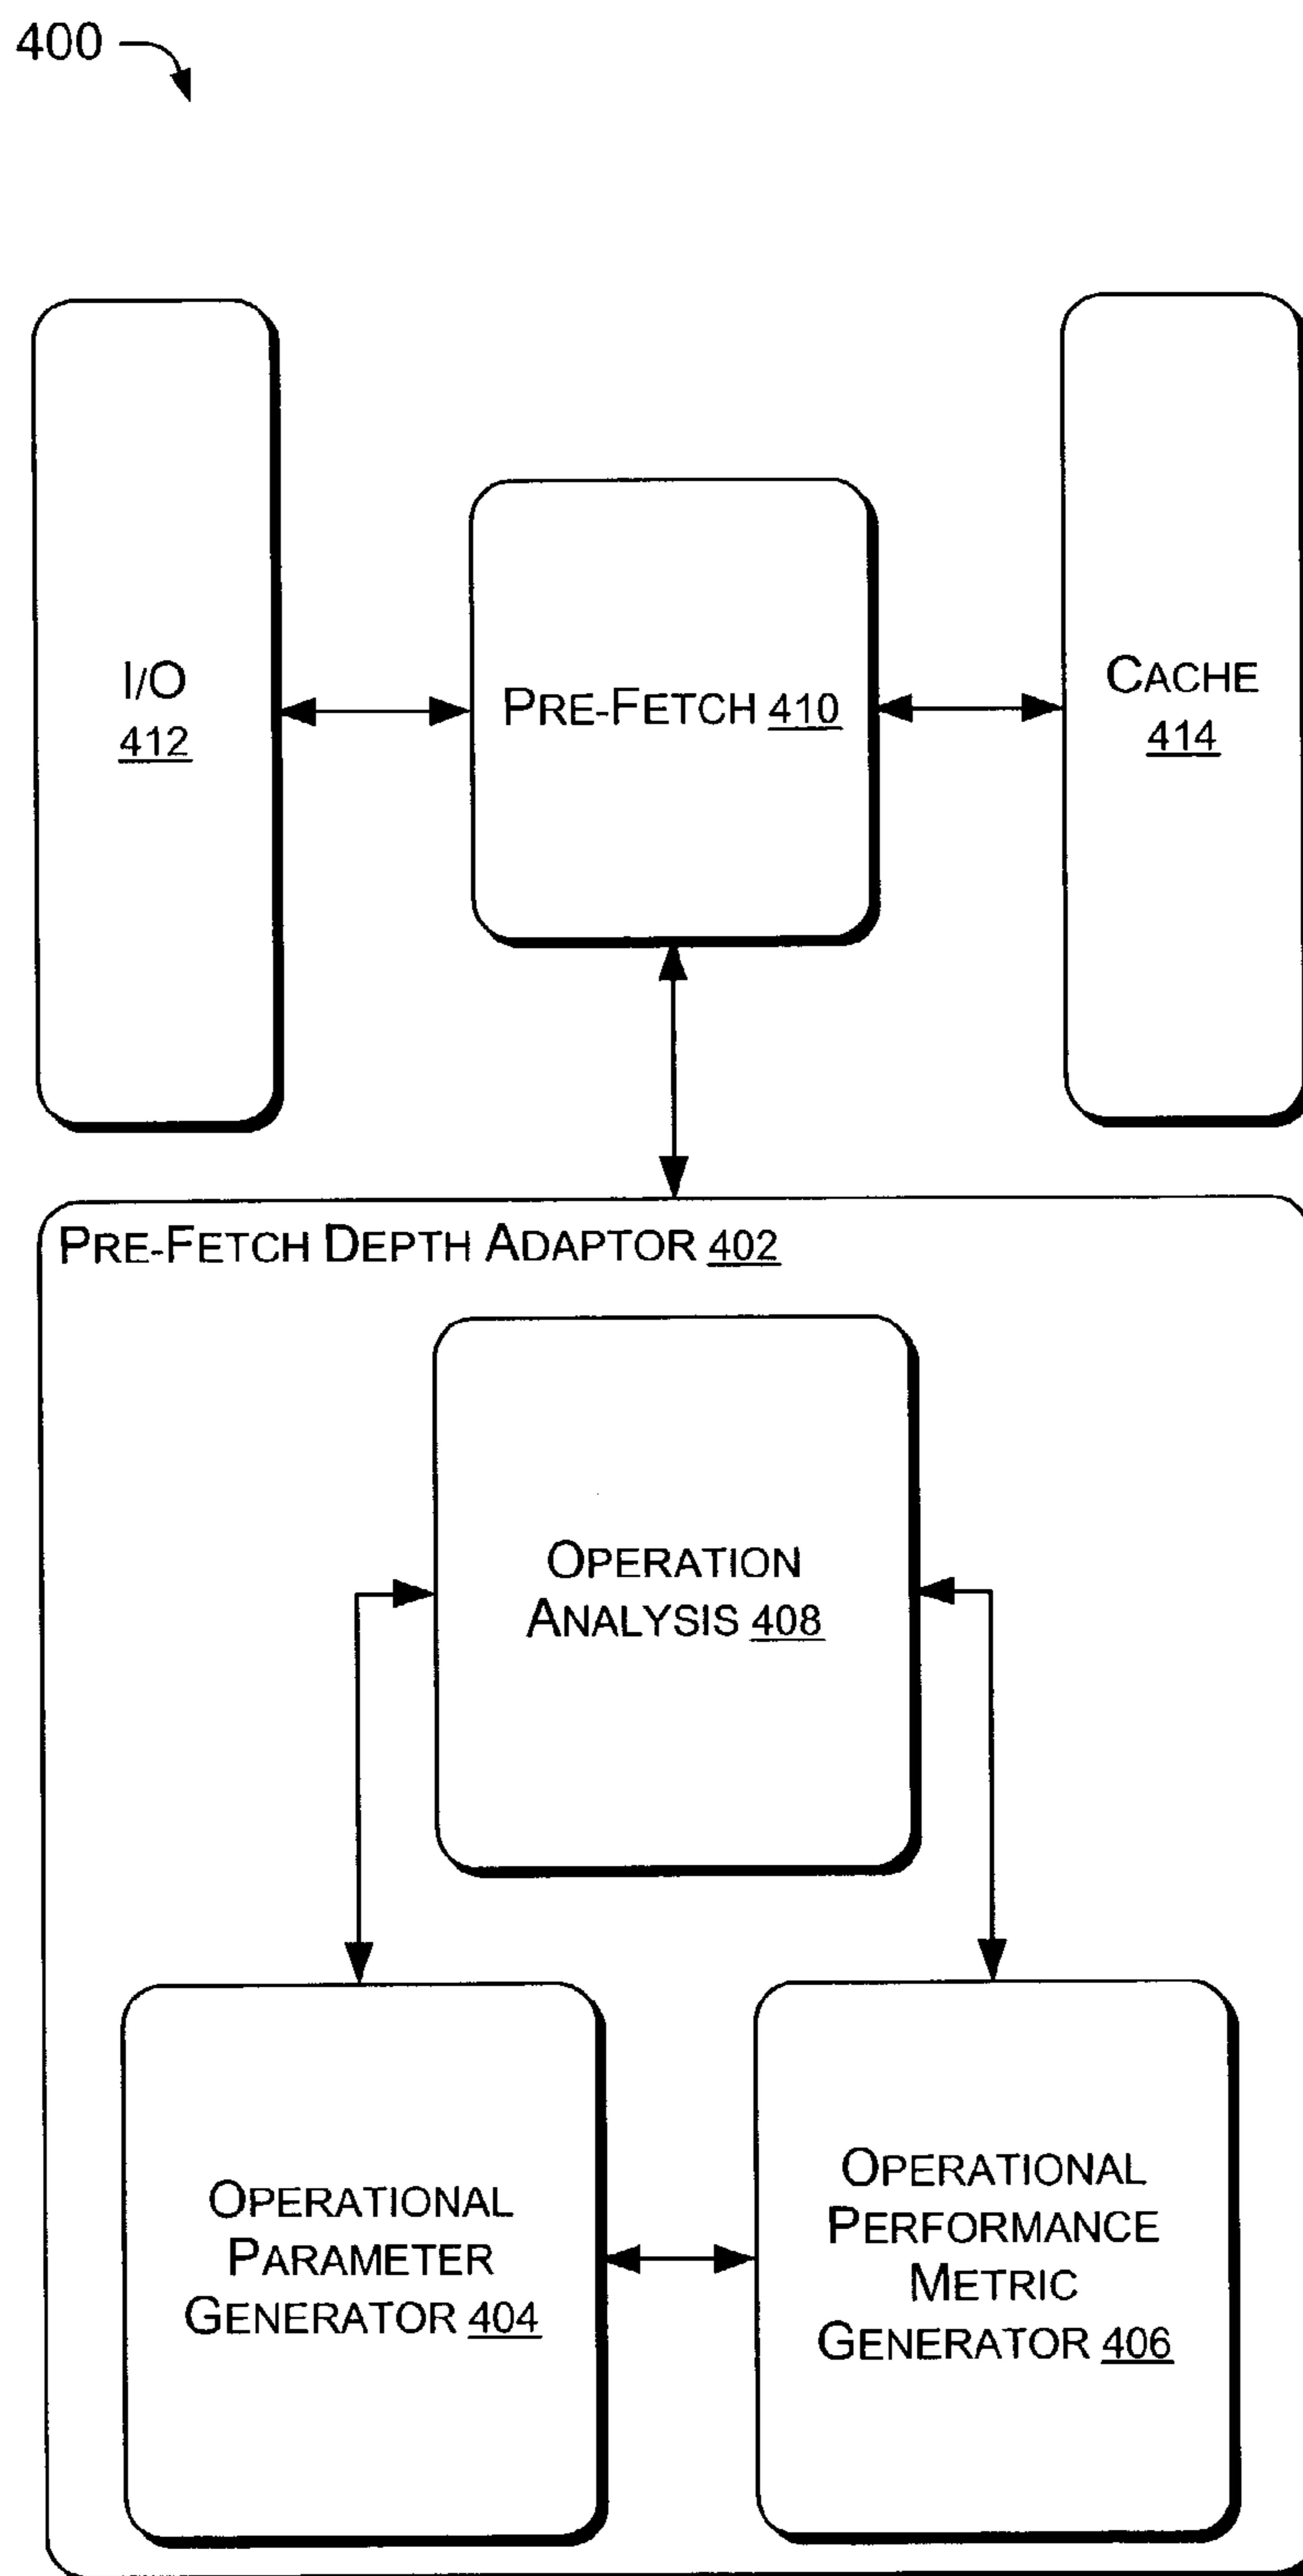 400
I/O
412
PRE-FETCH 410
CACHE
414
PRE-FETCH DEPTH ADAPTOR 402
OPERATION
ANALYSIS 408
OPERATIONAL
PARAMETER
GENERATOR 404
OPERATIONAL
PERFORMANCE
METRIC
GENERATOR 406